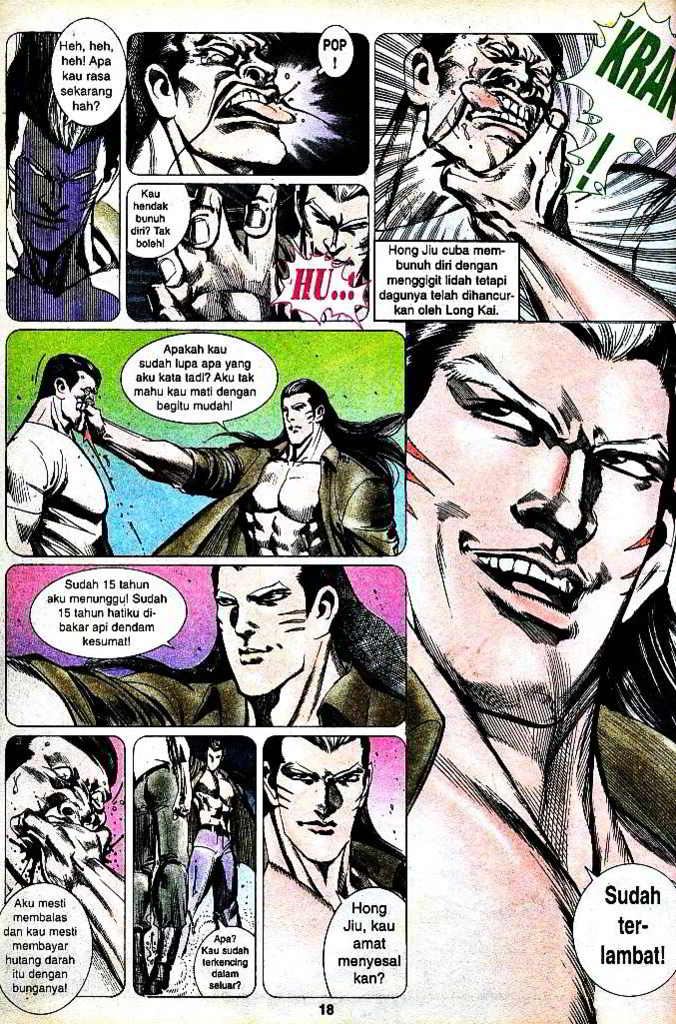 Heh, heh,
heh! Apa
kau rasa
sekarang
hah?
POP
!
Kau
hendak
bunuh
diri? Tak
boleh!
HU...
KRAK
!
Hong Jiu cuba mem-
bunuh diri dengan
menggigit lidah tetapi
dagunya telah dihancur-
kan oleh Long Kai.
Apakah kau
sudah lupa apa yang
aku kata tadi? Aku tak
mahu kau mati dengan
begitu mudah!
Sudah 15 tahun
aku menunggu! Sudah
15 tahun hatiku di-
bakar api dendam
kesumat!
Aku mesti
membalas
dan kau mesti
membayar
hutang darah
itu dengan
bunganya!
Apa?
Kau sudah
terkencing
dalam
seluar?
Hong
Jiu, kau
amat
menyesal
kan?
Sudah
ter-
lambat!
18